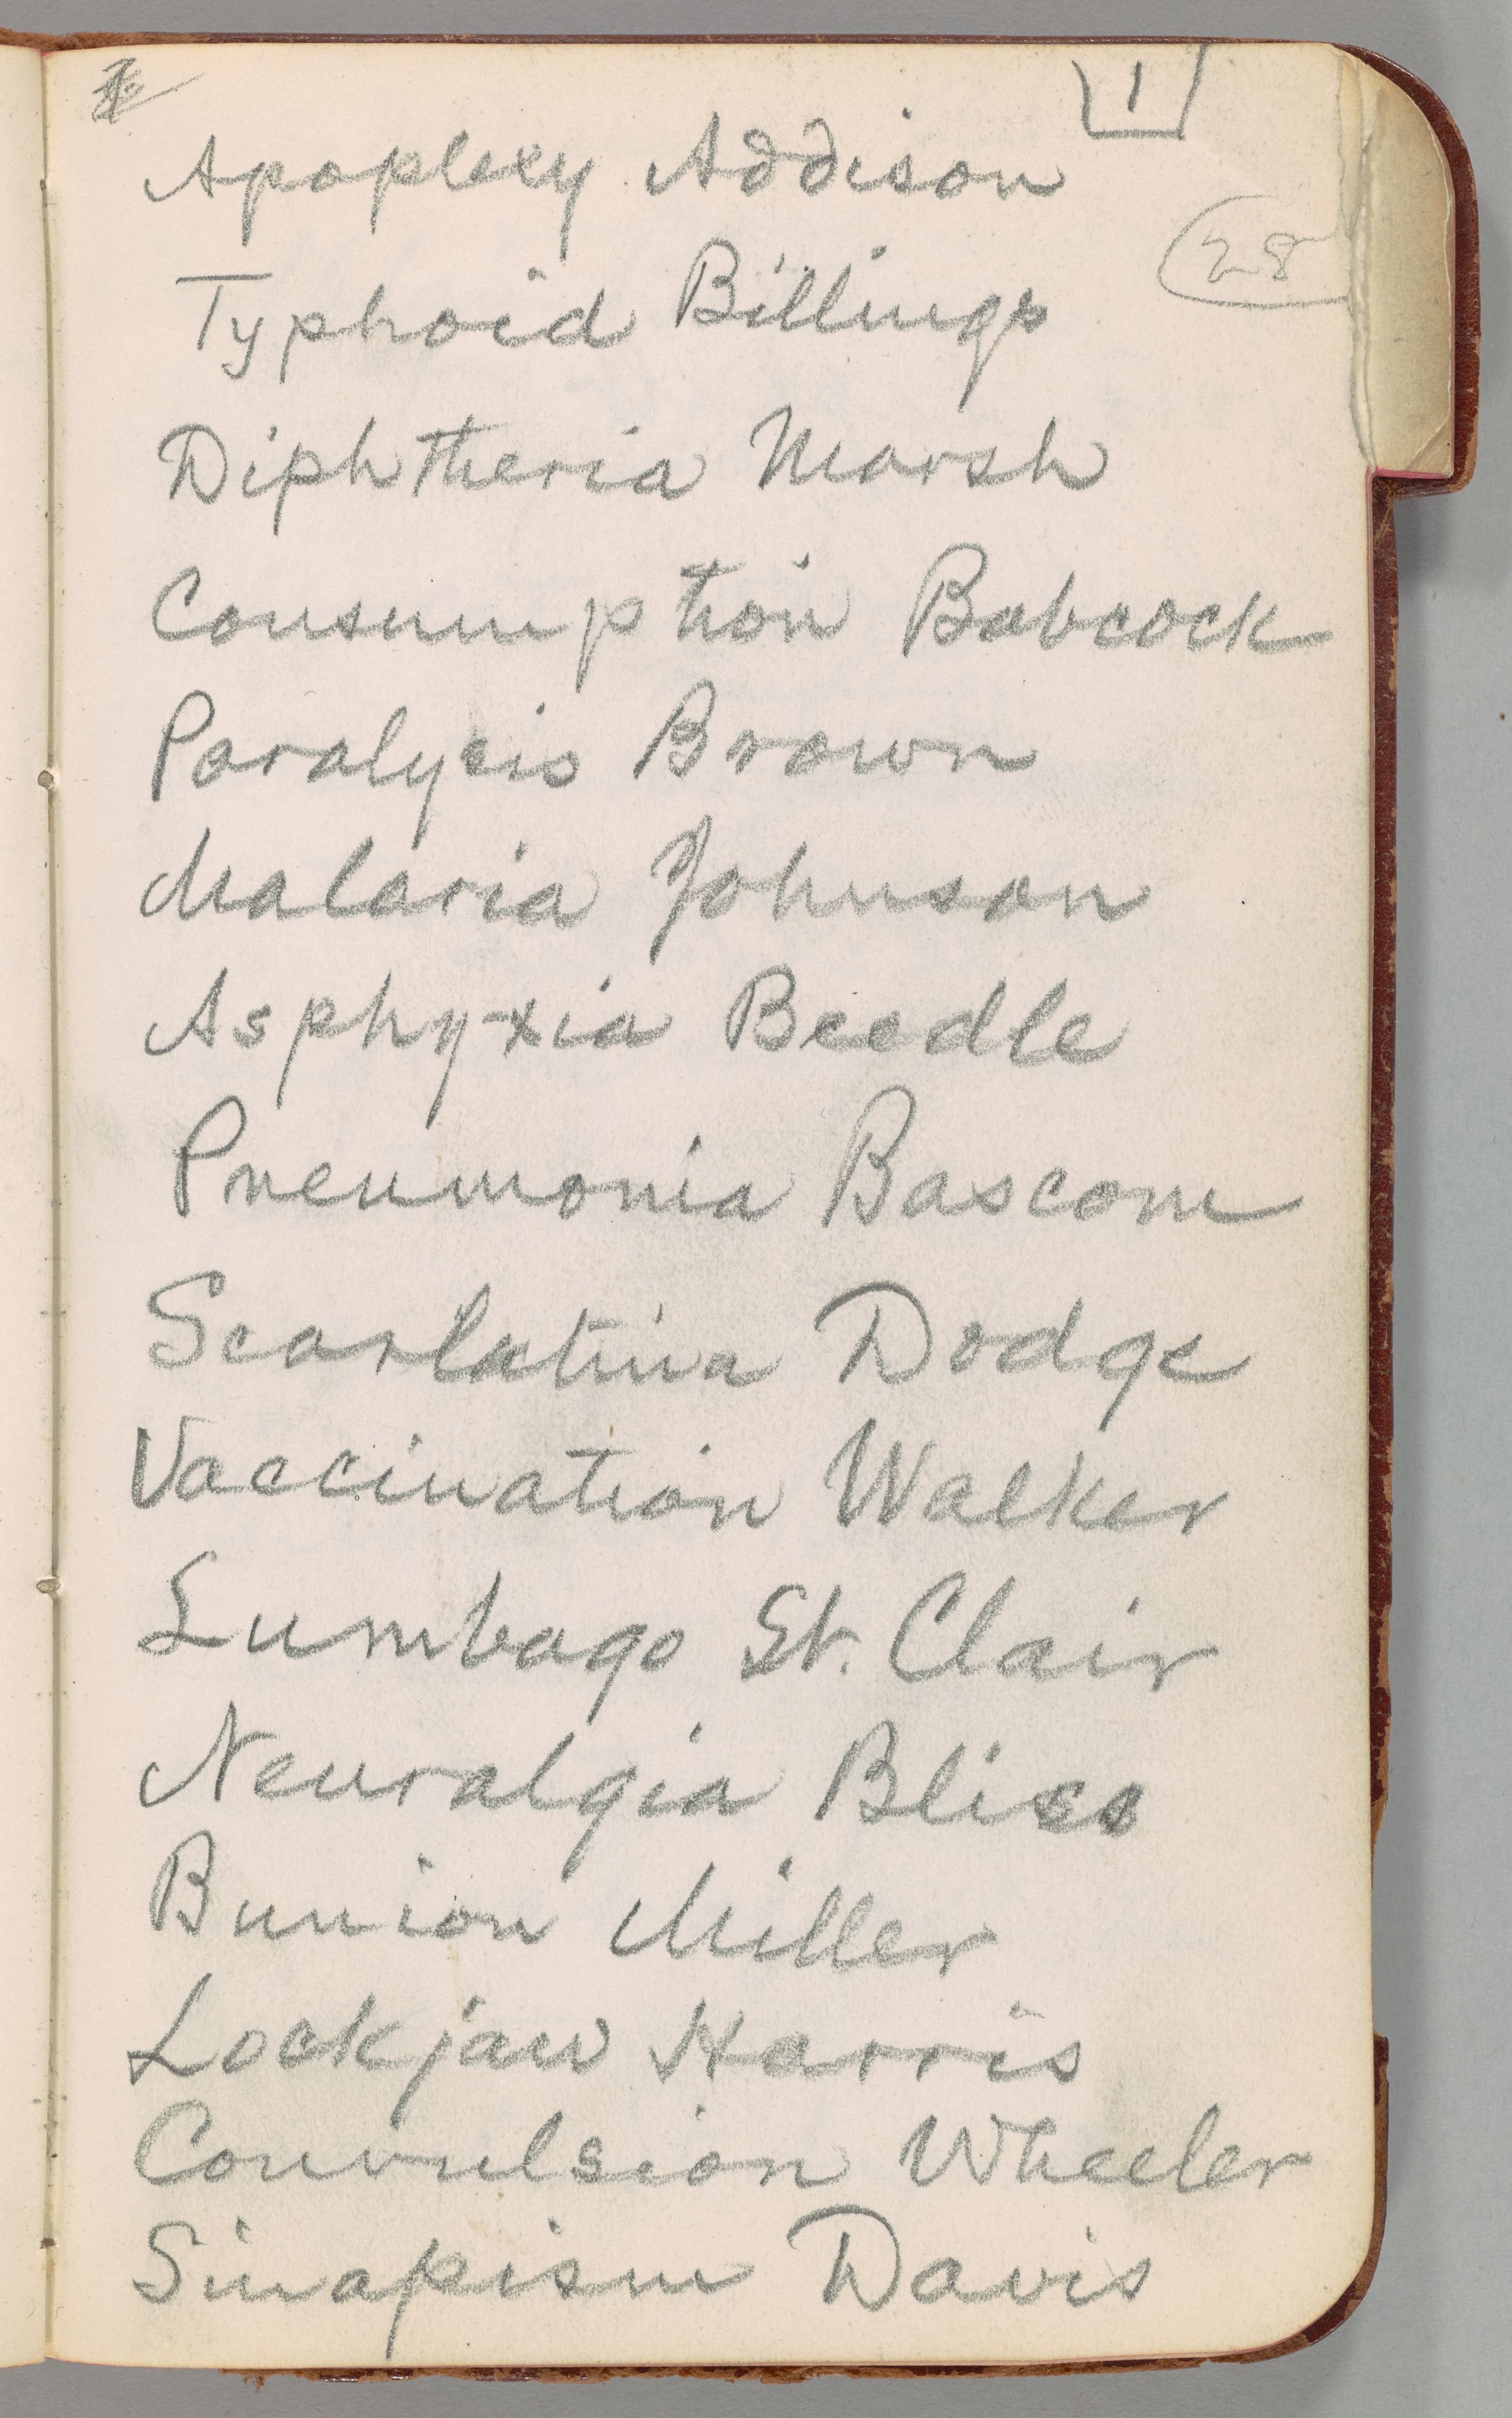 1
Apoplexy Addison
28
Typhoid Billings
Diphtheria Marsh
Consumption Babcock
Paralysis Brown
Malaria Johnson
Asphyxia Beedle
Pneumonia Bascom
Scarlatina Dodge
Vaccination Walker
Lumbago St. Clair
Neuralgia Bliss
Bunion Miller
Lockjaw Harris
Convulsion Wheeler
Sinapism Davis